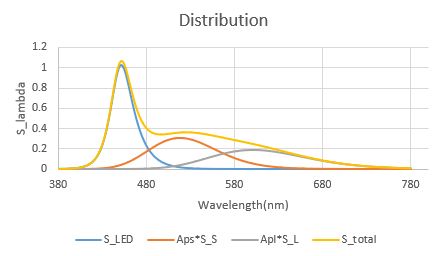 Distribution
1.2
1
0.8
0.6
0.4
0.2
0
S_lambda
380 480 580 680 780
Wavelength(nm)
S_LED Aps*S_S Apl*S_L S_total